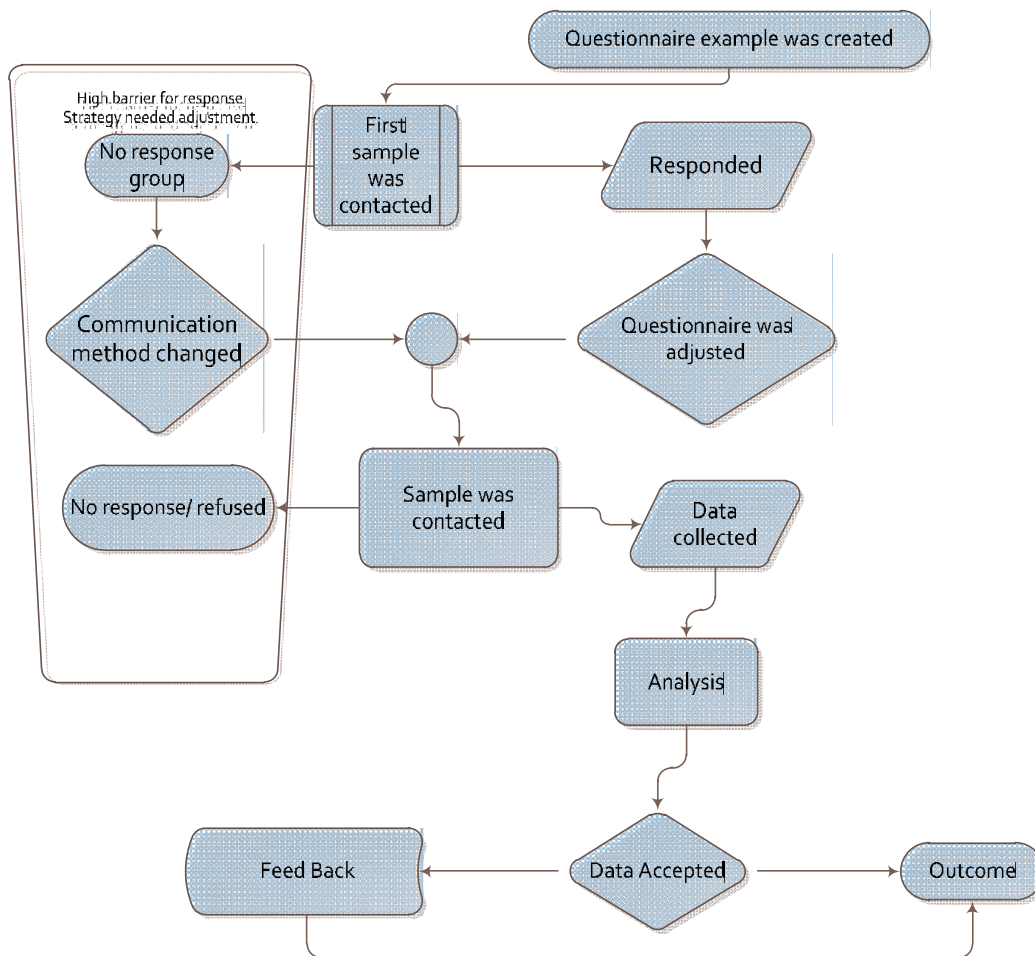 Questionnaire example was created
High barrier for response
Strategy needed adjustment
No response
group
First
sample
was
contacted
Responded
Communication
method changed
Questionnaire was
adjusted
No response/ refused
Sample was
contacted
Data
collected
Analysis
Feed Back
Data Accepted
Outcome